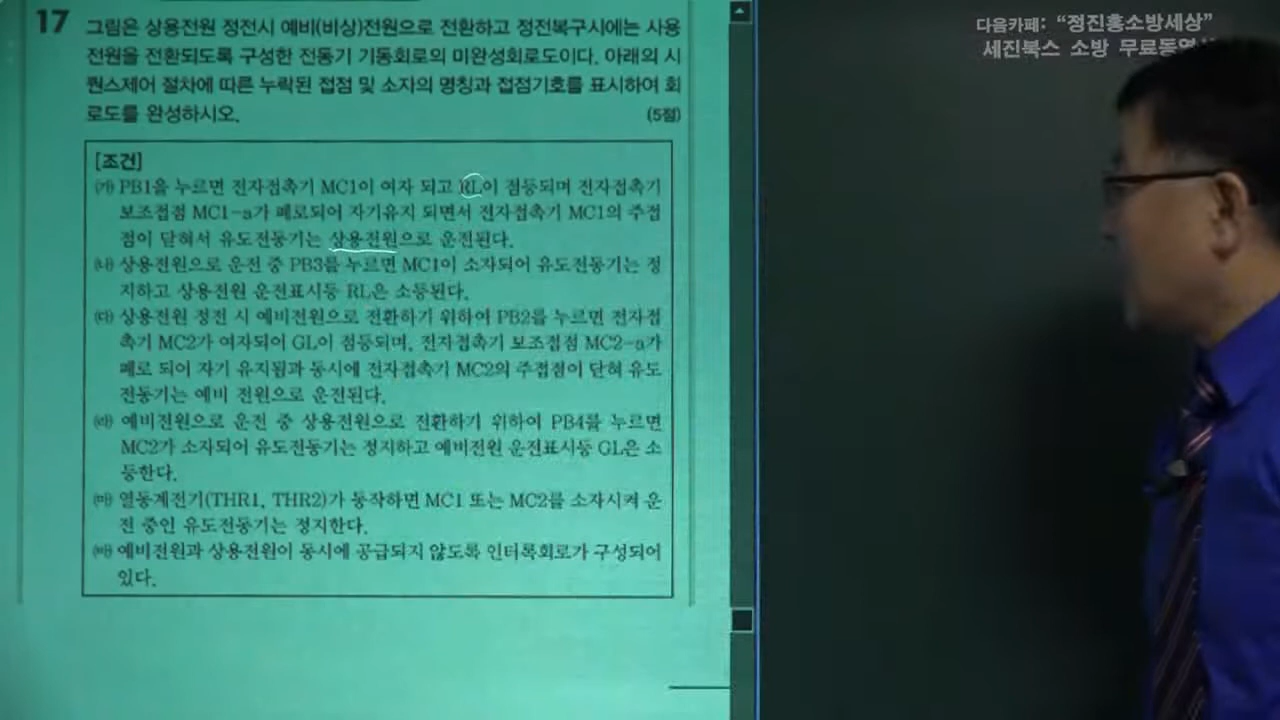 17 그림은 상용전원 정전시 예비(비상)전원으로 전환하고 정전복구시에는 사용
전원을 전환되도록 구성한 전동기 기동회로의 미완성회로도이다. 아래의 시
퀀스제어 절차에 따른 누락된 접점 및 소자의 명칭과 접점기호를 표시하여 회
로도를 완성하시오. (5점)
[조건]
㈎ PB1을 누르면 전자접촉기 MC1이 여자 되고 RL이 점등되며 전자접촉기
보조접점 MC1-a가 폐로되어 자기유지 되면서 전자접촉기 MC1의 주접
점이 닫혀서 유도전동기는 상용전원으로 운전된다.
㈏ 상용전원으로 운전 중 PB3를 누르면 MC1이 소자되어 유도전동기는 정
지하고 상용전원 운전표시등 RL은 소등된다.
㈐ 상용전원 정전 시 예비전원으로 전환하기 위하여 PB2를 누르면 전자접
촉기 MC2가 여자되어 GL이 점등되며, 전자접촉기 보조접점 MC2-a가
폐로 되어 자기 유지됨과 동시에 전자접촉기 MC2의 주접점이 닫혀 유도
전동기는 예비 전원으로 운전된다.
㈑ 예비전원으로 운전 중 상용전원으로 전환하기 위하여 PB4를 누르면
MC2가 소자되어 유도전동기는 정지하고 예비전원 운전표시등 GL은 소
등한다.
㈒ 열동계전기(THR1, THR2)가 동작하면 MC1 또는 MC2를 소자시켜 운
전 중인 유도전동기는 정지한다.
㈓ 예비전원과 상용전원이 동시에 공급되지 않도록 인터록회로가 구성되어
있다.
다음카페: “정진홍소방세상”
세진북스 소방 무료동영